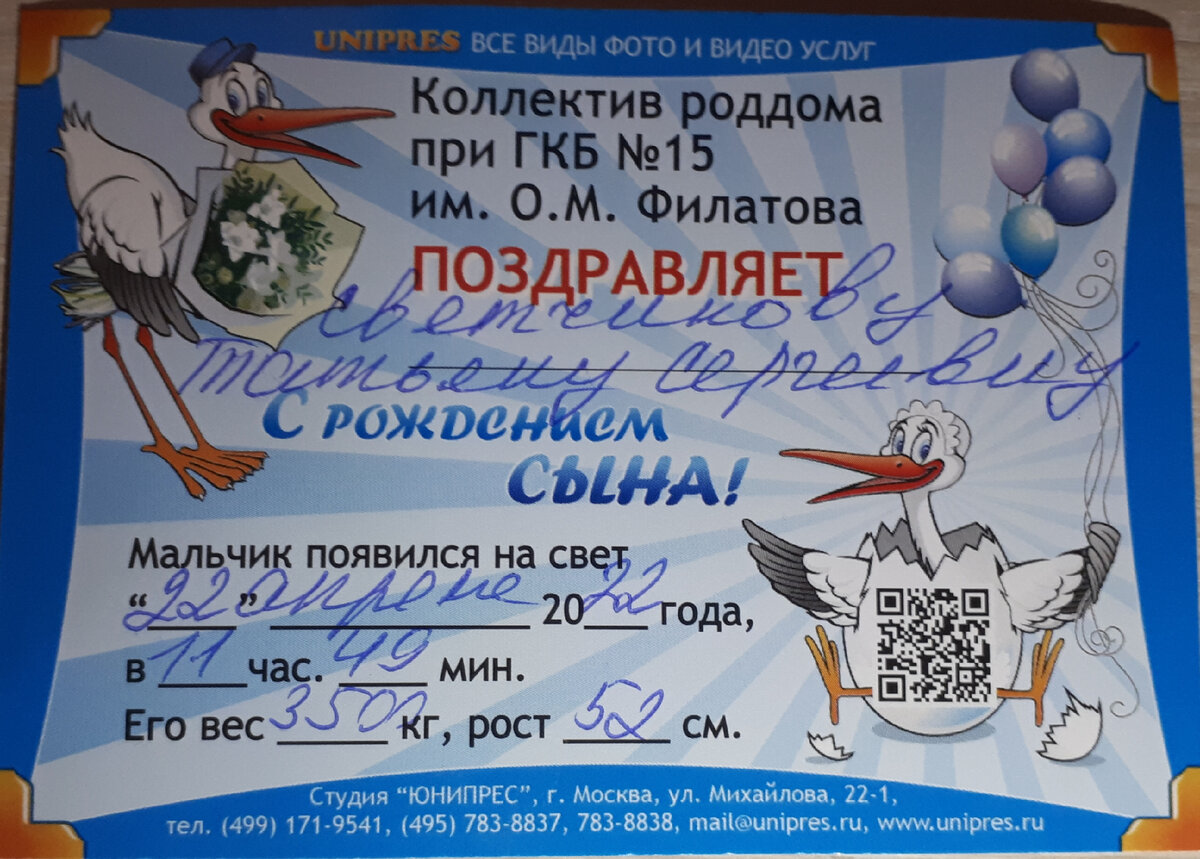 UNIPRES ВСЕ ВИДЫ ФОТО И ВИДЕО УСЛУГ
Коллектив роддома
при ГКБ №15
им. О.М. Филатова
ПОЗДРАВЛЯЕТ
Светчикову
Татьяну Сергеевну
С РОЖДЕНИЕМ
СЫНА!
Мальчик появился на свет
“22” апреля 2022 года,
в 11 час. 49 мин.
Его вес 3500 кг, рост 52 см.
Студия “ЮНИПРЕС”, г. Москва, ул. Михайлова, 22-1,
тел. (499) 171-9541, (495) 783-8837, 783-8838, mail@unipres.ru, www.unipres.ru